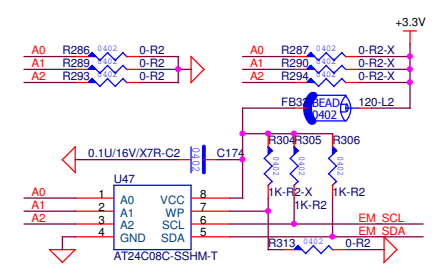 +3.3V
A0 R286 0402 0-R2 A0 R287 0402 0-R2-X
A1 R289 0402 0-R2 A1 R290 0402 0-R2-X
A2 R293 0402 0-R2 A2 R294 0402 0-R2-X
FB32 BEAD 120-L2
0402
R304 R305 R306
0.1U/16V/X7R-C2 0402 C174
0402 0402 0402
U47
1K-R2-X 1K-R2
1K-R2
A0 1 A0 VCC 8
A1 2 A1 WP 7
A2 3 A2 SCL 6 EM_SCL
4 GND SDA 5 EM_SDA
R313 0402 0-R2
AT24C08C-SSHM-T